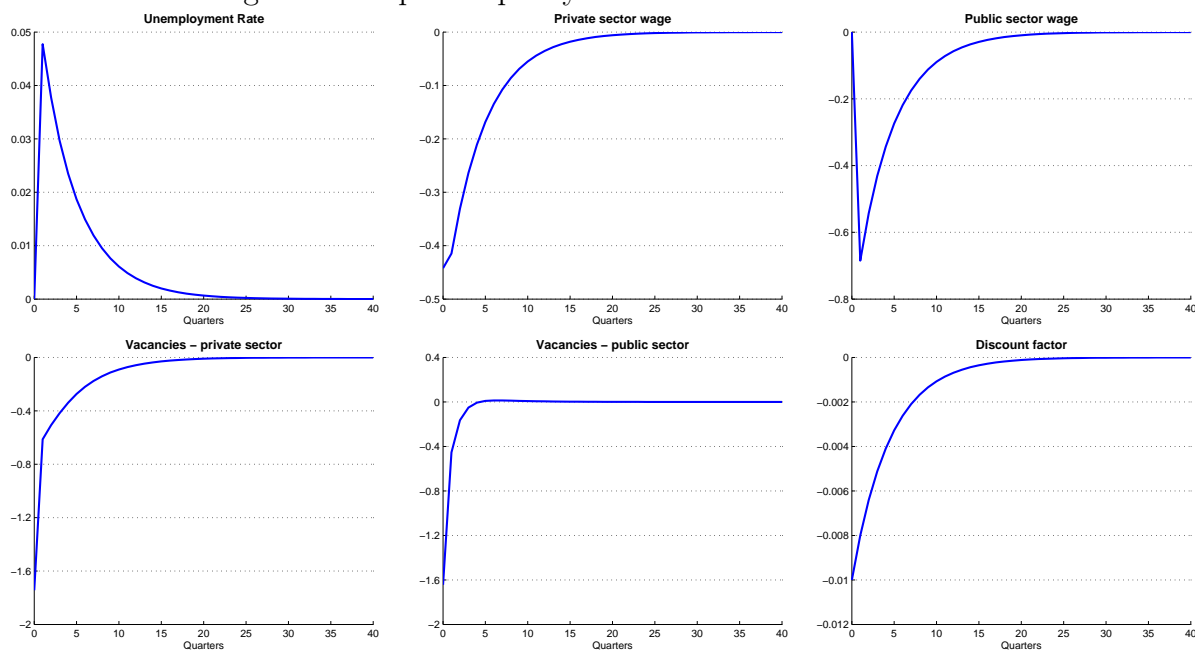 Unemployment Rate
0.05
0.04
0.03
0.02
0.01
0
0 5 10 15 20 25 30 35 40
Quarters
Private sector wage
0
−0.1
−0.2
−0.3
−0.4
−0.5
0 5 10 15 20 25 30 35 40
Quarters
Public sector wage
0
−0.2
−0.4
−0.6
−0.8
0 5 10 15 20 25 30 35 40
Quarters
Vacancies − private sector
0
−0.4
−0.8
−1.2
−1.6
−2
0 5 10 15 20 25 30 35 40
Quarters
Vacancies − public sector
0.4
0
−0.4
−0.8
−1.2
−1.6
−2
0 5 10 15 20 25 30 35 40
Quarters
Discount factor
0
−0.002
−0.004
−0.006
−0.008
−0.01
−0.012
0 5 10 15 20 25 30 35 40
Quarters